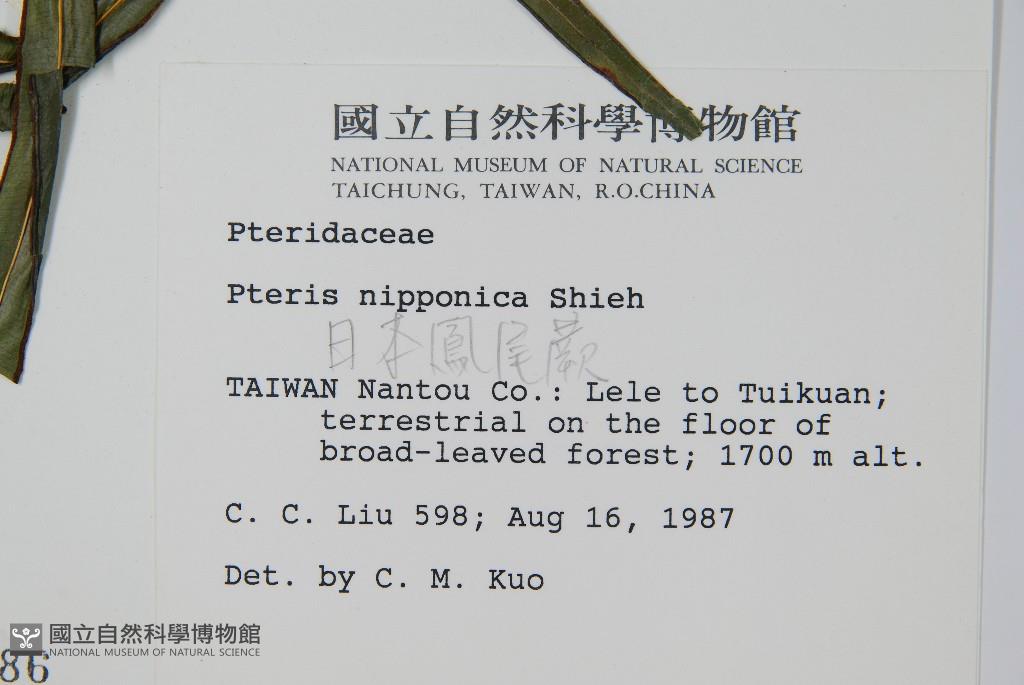 國立自然科學博物館
NATIONAL MUSEUM OF NATURAL SCIENCE
TAICHUNG, TAIWAN, R.O.CHINA
Pteridaceae
Pteris nipponica Shieh
日本鳳尾蕨
TAIWAN Nantou Co.: Lele to Tuikuan;
terrestrial on the floor of
broad-leaved forest; 1700 m alt.
C. C. Liu 598; Aug 16, 1987
Det. by C. M. Kuo
國立自然科學博物館
NATIONAL MUSEUM OF NATURAL SCIENCE
86